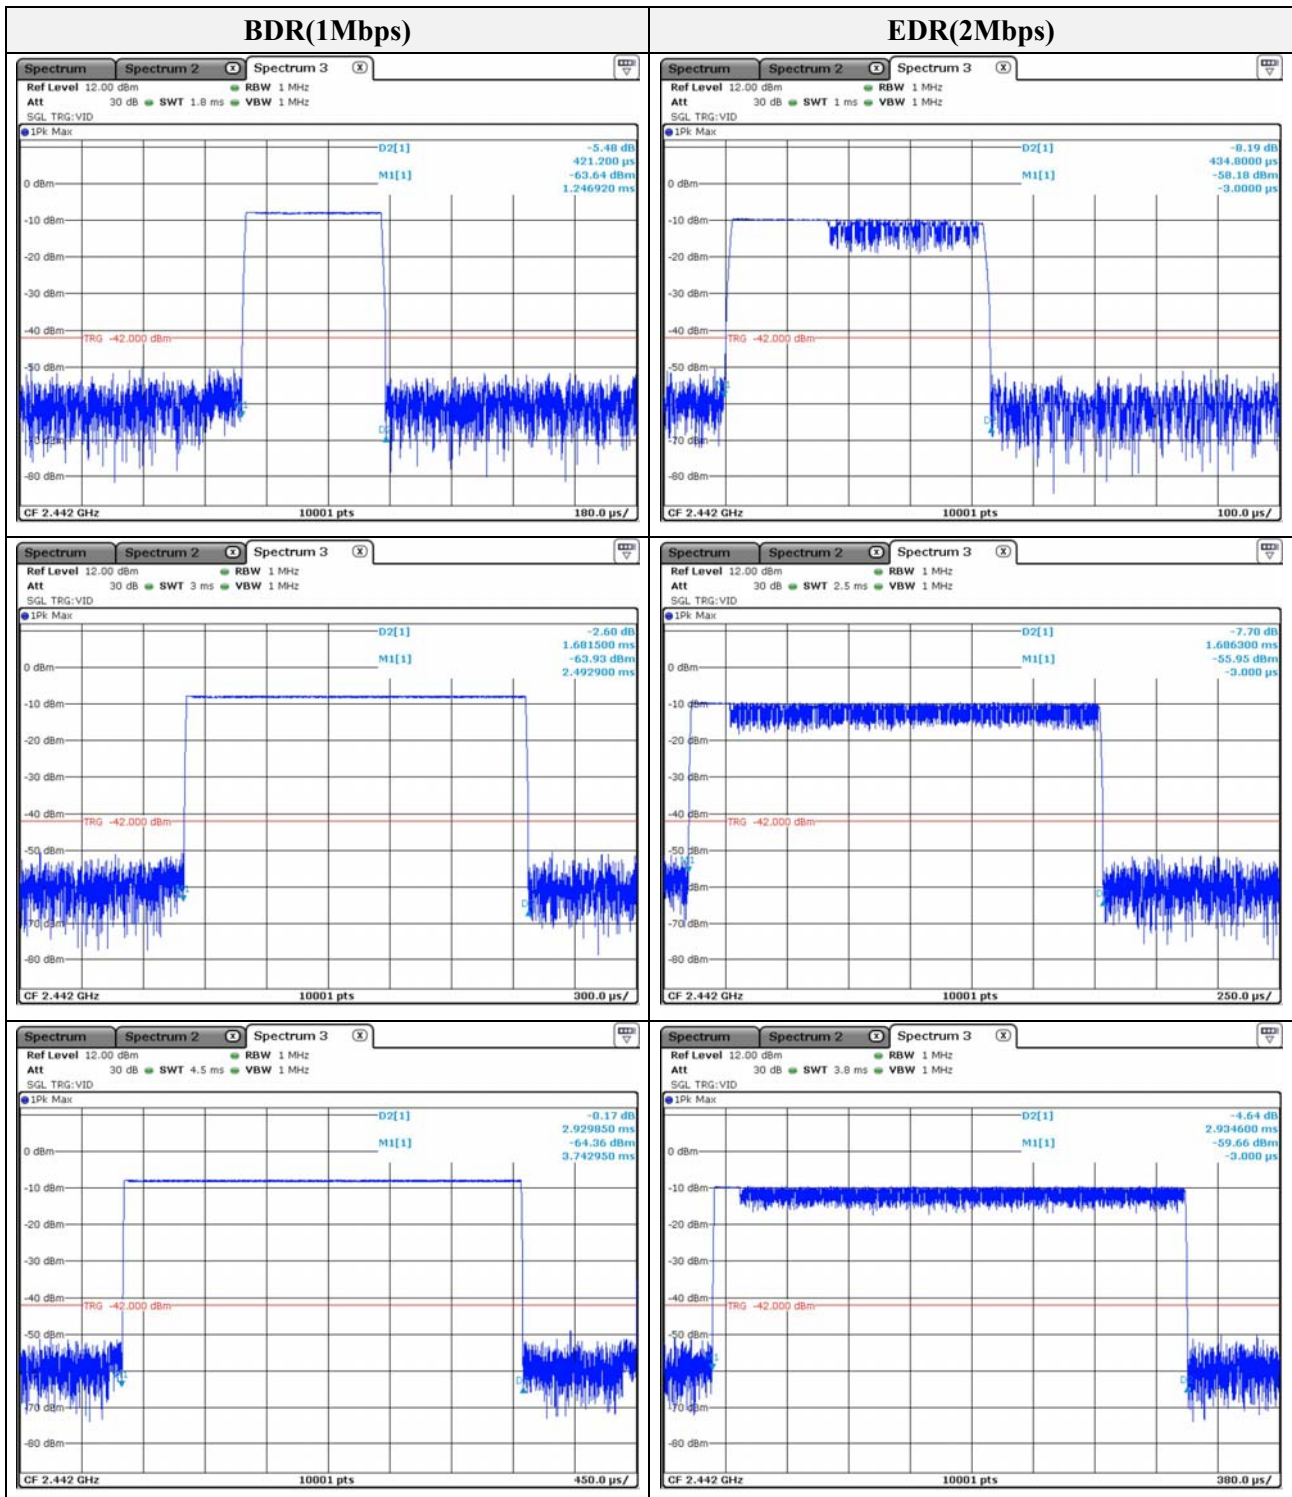 BDR(1Mbps)
EDR(2Mbps)
Spectrum Spectrum 2 Spectrum 3
Ref Level 12.00 dBm RBW 1 MHz
Att 30 dB SWT 1.8 ms VBW 1 MHz
SGL TRG:VID
1Pk Max
D2[1] -5.48 dB
421.200 µs
M1[1] -63.64 dBm
1.246920 ms
0 dBm
-10 dBm
-20 dBm
-30 dBm
-40 dBm
TRG -42.000 dBm
-50 dBm
-70 dBm
-80 dBm
CF 2.442 GHz 10001 pts 180.0 µs/
Spectrum Spectrum 2 Spectrum 3
Ref Level 12.00 dBm RBW 1 MHz
Att 30 dB SWT 1 ms VBW 1 MHz
SGL TRG:VID
1Pk Max
D2[1] -8.19 dB
434.8000 µs
M1[1] -58.18 dBm
-3.0000 µs
0 dBm
-10 dBm
-20 dBm
-30 dBm
-40 dBm
TRG -42.000 dBm
-50 dBm
-70 dBm
-80 dBm
CF 2.442 GHz 10001 pts 100.0 µs/
Spectrum Spectrum 2 Spectrum 3
Ref Level 12.00 dBm RBW 1 MHz
Att 30 dB SWT 3 ms VBW 1 MHz
SGL TRG:VID
1Pk Max
D2[1] -2.60 dB
1.681500 ms
M1[1] -63.93 dBm
2.492900 ms
0 dBm
-10 dBm
-20 dBm
-30 dBm
-40 dBm
TRG -42.000 dBm
-50 dBm
-70 dBm
-80 dBm
CF 2.442 GHz 10001 pts 300.0 µs/
Spectrum Spectrum 2 Spectrum 3
Ref Level 12.00 dBm RBW 1 MHz
Att 30 dB SWT 2.5 ms VBW 1 MHz
SGL TRG:VID
1Pk Max
D2[1] -7.70 dB
1.686300 ms
M1[1] -55.95 dBm
-3.000 µs
0 dBm
-10 dBm
-20 dBm
-30 dBm
-40 dBm
TRG -42.000 dBm
-50 dBm
-70 dBm
-80 dBm
CF 2.442 GHz 10001 pts 250.0 µs/
Spectrum Spectrum 2 Spectrum 3
Ref Level 12.00 dBm RBW 1 MHz
Att 30 dB SWT 4.5 ms VBW 1 MHz
SGL TRG:VID
1Pk Max
D2[1] -0.17 dB
2.929850 ms
M1[1] -64.36 dBm
3.742950 ms
0 dBm
-10 dBm
-20 dBm
-30 dBm
-40 dBm
TRG -42.000 dBm
-50 dBm
-70 dBm
-80 dBm
CF 2.442 GHz 10001 pts 450.0 µs/
Spectrum Spectrum 2 Spectrum 3
Ref Level 12.00 dBm RBW 1 MHz
Att 30 dB SWT 3.8 ms VBW 1 MHz
SGL TRG:VID
1Pk Max
D2[1] -4.64 dB
2.934600 ms
M1[1] -59.66 dBm
-3.000 µs
0 dBm
-10 dBm
-20 dBm
-30 dBm
-40 dBm
TRG -42.000 dBm
-50 dBm
-70 dBm
-80 dBm
CF 2.442 GHz 10001 pts 380.0 µs/